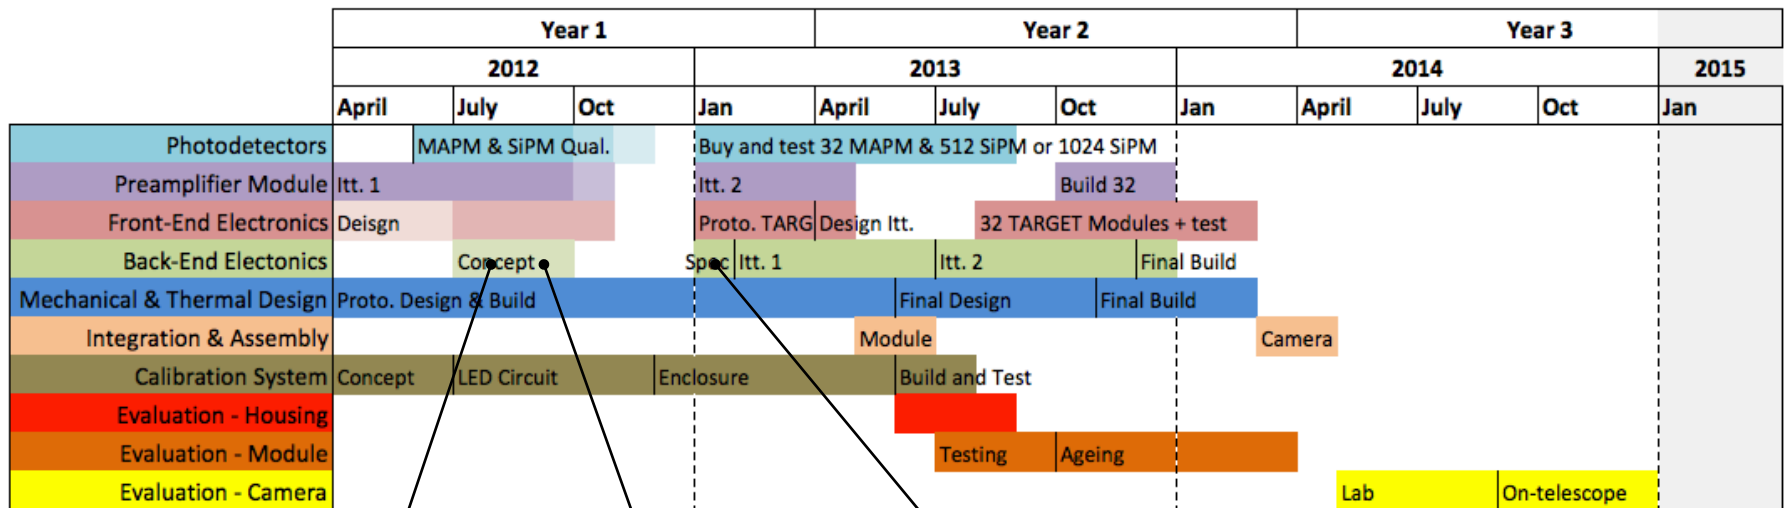 Year 1 Year 2 Year 3
2012 2013 2014 2015
April July Oct Jan April July Oct Jan April July Oct Jan
Photodetectors MAPM & SiPM Qual. Buy and test 32 MAPM & 512 SiPM or 1024 SiPM
Preamplifier Module Itt. 1 Itt. 2 Build 32
Front-End Electronics Deisgn Proto. TARG Design Itt. 32 TARGET Modules + test
Back-End Electonics Concept Spec Itt. 1 Itt. 2 Final Build
Mechanical & Thermal Design Proto. Design & Build Final Design Final Build
Integration & Assembly Module Camera
Calibration System Concept LED Circuit Enclosure Build and Test
Evaluation - Housing
Evaluation - Module Testing Ageing
Evaluation - Camera Lab On-telescope